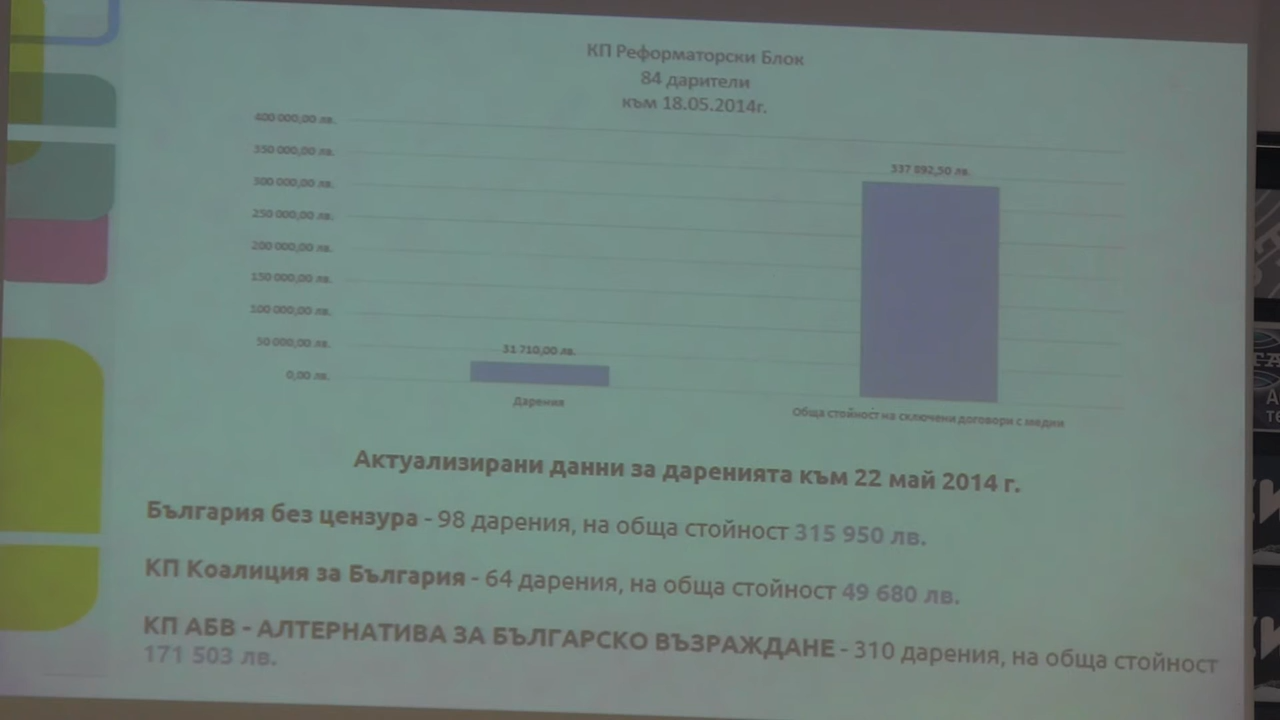 КП Реформаторски Блок
84 дарители
към 18.05.2014г.
400 000,00 лв.
350 000,00 лв.
300 000,00 лв.
250 000,00 лв.
200 000,00 лв.
150 000,00 лв.
100 000,00 лв.
50 000,00 лв.
0,00 лв.
31 710,00 лв.
337 892,50 лв.
Дарения
Обща стойност на сключени договори с медии
Актуализирани данни за даренията към 22 май 2014 г.
България без цензура - 98 дарения, на обща стойност 315 950 лв.
КП Коалиция за България - 64 дарения, на обща стойност 49 680 лв.
КП АБВ - АЛТЕРНАТИВА ЗА БЪЛГАРСКО ВЪЗРАЖДАНЕ - 310 дарения, на обща стойност
171 503 лв.